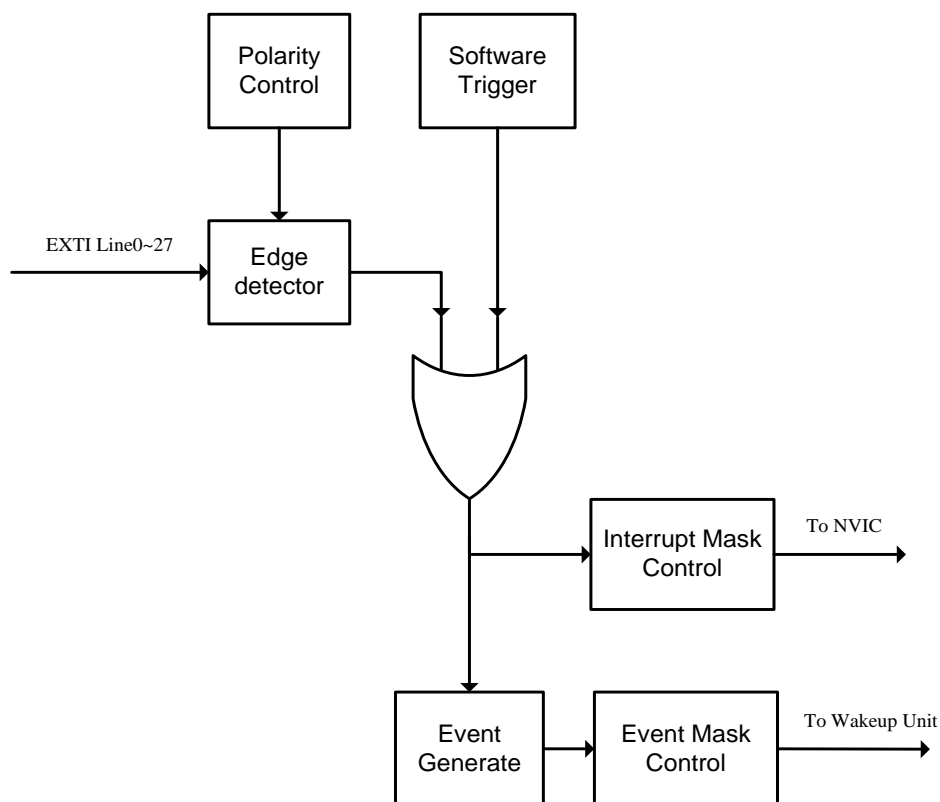 Polarity
Control
Software
Trigger
EXTI Line0~27
Edge
detector
To NVIC
Interrupt Mask
Control
To Wakeup Unit
Event
Generate
Event Mask
Control